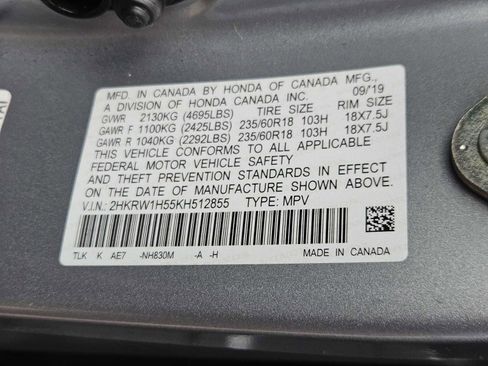 MFD. IN CANADA BY HONDA OF CANADA MFG.,
A DIVISION OF HONDA CANADA INC. 09/'19
GVWR 2130KG (4695LBS) TIRE SIZE RIM SIZE
GAWR F 1100KG (2425LBS) 235/60R18 103H 18X7.5J
GAWR R 1040KG (2292LBS) 235/60R18 103H 18X7.5J
THIS VEHICLE CONFORMS TO ALL APPLICABLE
FEDERAL MOTOR VEHICLE SAFETY
AND THEFT PREVENTION STANDARDS IN EFFECT
ON THE DATE OF MANUFACTURE SHOWN ABOVE.
V.I.N.: 2HKRW1H55KH512855 TYPE: MPV
TLK K AE7 -NH830M -A -H MADE IN CANADA